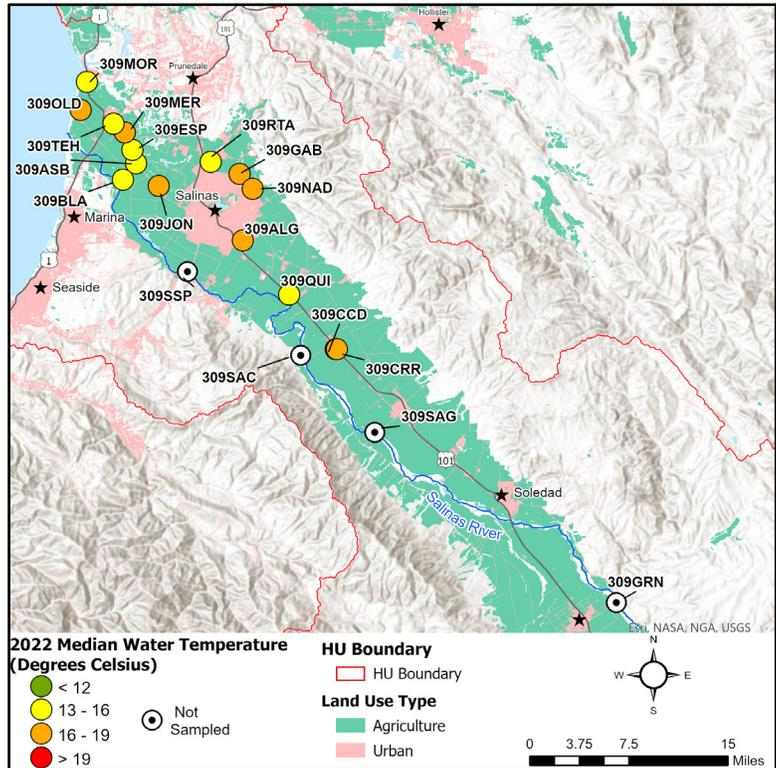 Hollister
1
101
309MOR
Prunedale
309OLD
309MER
309ESP
309RTA
309TEH
309GAB
309ASB
309NAD
309BLA
Salinas
Marina
309JON
309ALG
1
Seaside
309SSP
309QUI
309CCD
309CRR
309SAC
309SAG
101
Soledad
Salinas River
309GRN
Esri, NASA, NGA, USGS
2022 Median Water Temperature
(Degrees Celsius)
< 12
13 - 16
16 - 19
> 19
Not
Sampled
HU Boundary
HU Boundary
Land Use Type
Agriculture
Urban
N
W E
S
0 3.75 7.5 15
Miles